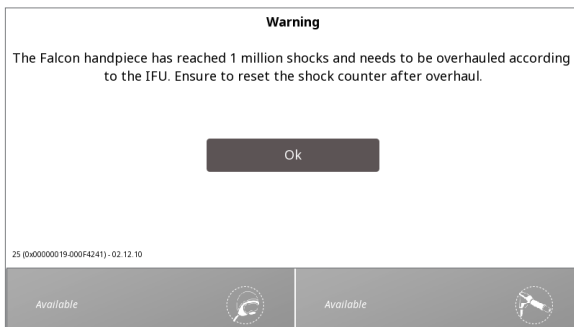 Warning
The Falcon handpiece has reached 1 million shocks and needs to be overhauled according
to the IFU. Ensure to reset the shock counter after overhaul.
Ok
25 (0x00000019-000F4241) - 02.12.10
Available
Available